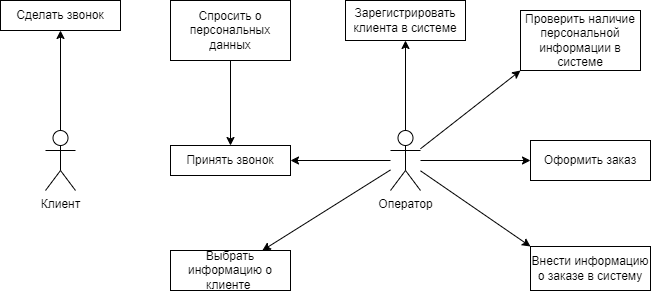 Сделать звонок
Спросить о
персональных
данных
Зарегистрировать
клиента в системе
Проверить наличие
персональной
информации в
системе
Принять звонок
Оформить заказ
Клиент
Оператор
Выбрать
информацию о
клиенте
Внести информацию
о заказе в систему